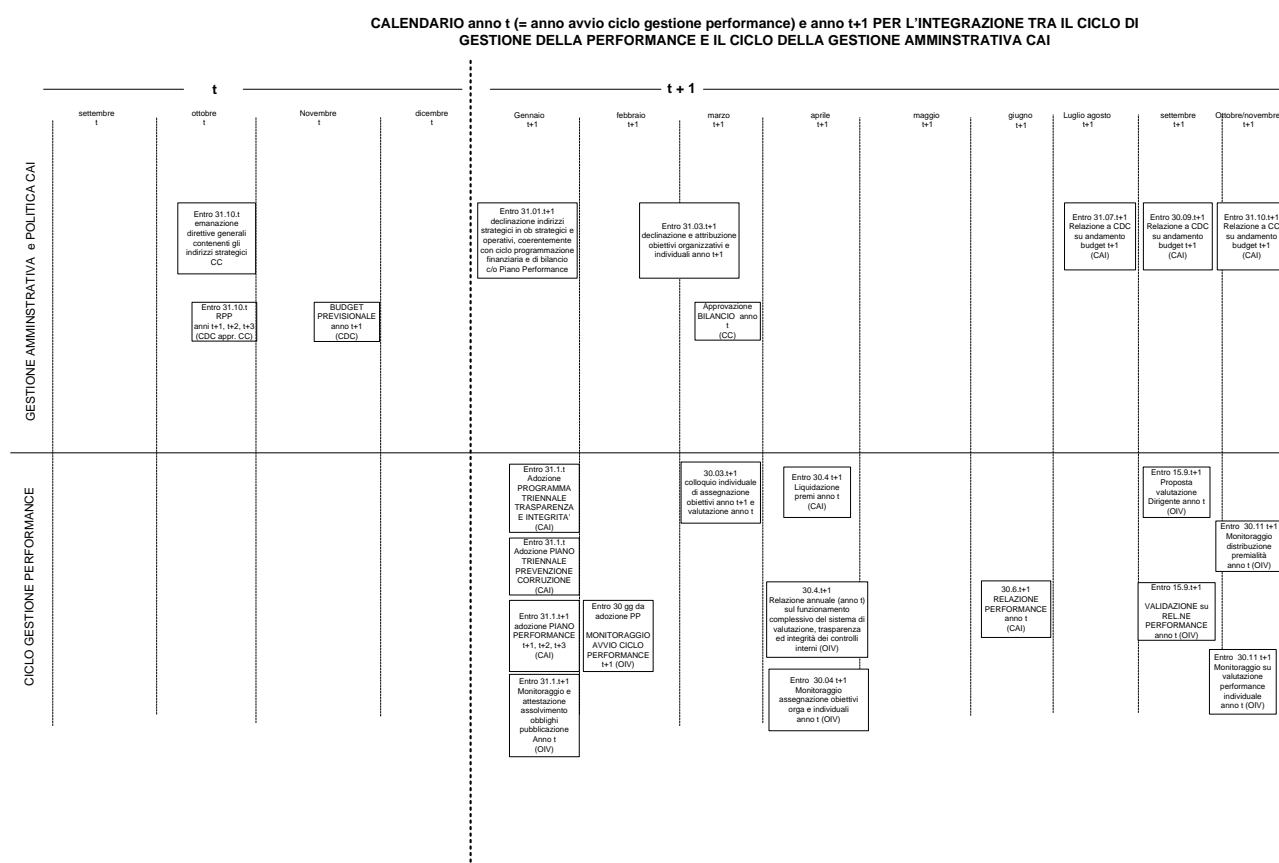 CALENDARIO anno t (= anno avvio ciclo gestione performance) e anno t+1 PER L'INTEGRAZIONE TRA IL CICLO DI
GESTIONE DELLA PERFORMANCE E IL CICLO DELLA GESTIONE AMMINSTRATIVA CAI
t
t + 1
settembre
t
ottobre
t
Novembre
t
dicembre
t
Gennaio
t+1
febbraio
t+1
marzo
t+1
aprile
t+1
maggio
t+1
giugno
t+1
Luglio agosto
t+1
settembre
t+1
Ottobre/novembre
t+1
GESTIONE AMMINSTRATIVA e POLITICA CAI
Entro 31.10.t
emanazione
direttive generali
contenenti gli
indirizzi strategici
CC
Entro 31.01.t+1
declinazione indirizzi
strategici in ob strategici e
operativi, coerentemente
con ciclo programmazione
finanziaria e di bilancio
c/o Piano Performance
Entro 31.03.t+1
declinazione e attribuzione
obiettivi organizzativi e
individuali anno t+1
Entro 31.07.t+1
Relazione a CDC
su andamento
budget t+1
(CAI)
Entro 30.09.t+1
Relazione a CDC
su andamento
budget t+1
(CAI)
Entro 31.10.t+1
Relazione a CC
su andamento
budget t+1
(CAI)
Entro 31.10.t
RPP
anni t+1, t+2, t+3
(CDC appr. CC)
BUDGET
PREVISIONALE
anno t+1
(CDC)
Approvazione
BILANCIO anno
t
(CC)
CICLO GESTIONE PERFORMANCE
Entro 31.1.t
Adozione
PROGRAMMA
TRIENNALE
TRASPARENZA
E INTEGRITA'
(CAI)
30.03.t+1
colloquio individuale
di assegnazione
obiettivi anno t+1 e
valutazione anno t
Entro 30.4 t+1
Liquidazione
premi anno t
(CAI)
Entro 15.9.t+1
Proposta
valutazione
Dirigente anno t
(OIV)
Entro 30.11 t+1
Monitoraggio
distribuzione
premialità
anno t (OIV)
Entro 31.1.t
Adozione PIANO
TRIENNALE
PREVENZIONE
CORRUZIONE
(CAI)
Entro 31.1.t+1
adozione PIANO
PERFORMANCE
t+1, t+2, t+3
(CAI)
Entro 30 gg da
adozione PP
MONITORAGGIO
AVVIO CICLO
PERFORMANCE
t+1 (OIV)
30.4.t+1
Relazione annuale (anno t)
sul funzionamento
complessivo del sistema di
valutazione, trasparenza
ed integrità dei controlli
interni (OIV)
30.6.t+1
RELAZIONE
PERFORMANCE
anno t
(CAI)
Entro 15.9.t+1
VALIDAZIONE su
REL.NE
PERFORMANCE
anno t (OIV)
Entro 30.11 t+1
Monitoraggio su
valutazione
performance
individuale
anno t (OIV)
Entro 31.1.t+1
Monitoraggio e
attestazione
assolvimento
obblighi
pubblicazione
Anno t
(OIV)
Entro 30.04 t+1
Monitoraggio
assegnazione obiettivi
orga e individuali
anno t (OIV)